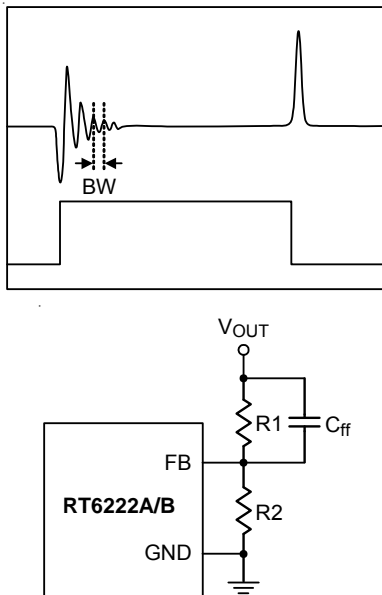 BW
VOUT
R1
Cff
FB
RT6222A/B
R2
GND